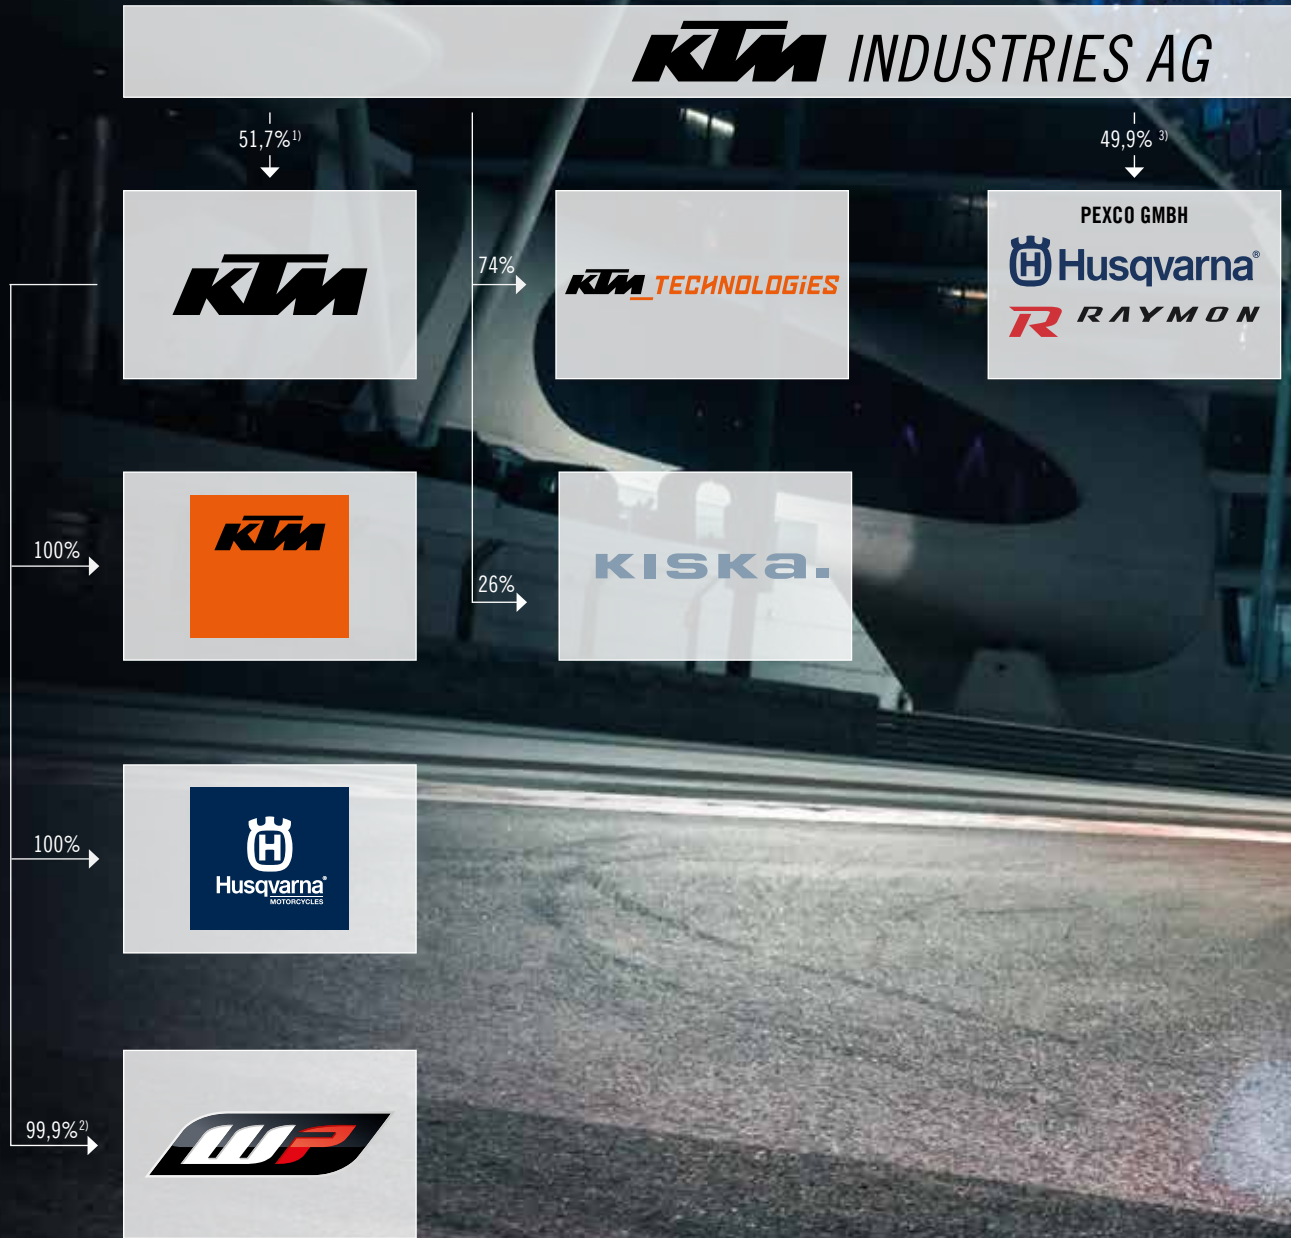 KTM INDUSTRIES AG
51,7% 1)
49,9% 3)
KTM
74%
KTM_TECHNOLOGIES
PEXCO GMBH
Husqvarna®
R RAYMON
100%
KTM
26%
KISKA.
100%
Husqvarna®
MOTORCYCLES
99,9% 2)
WP